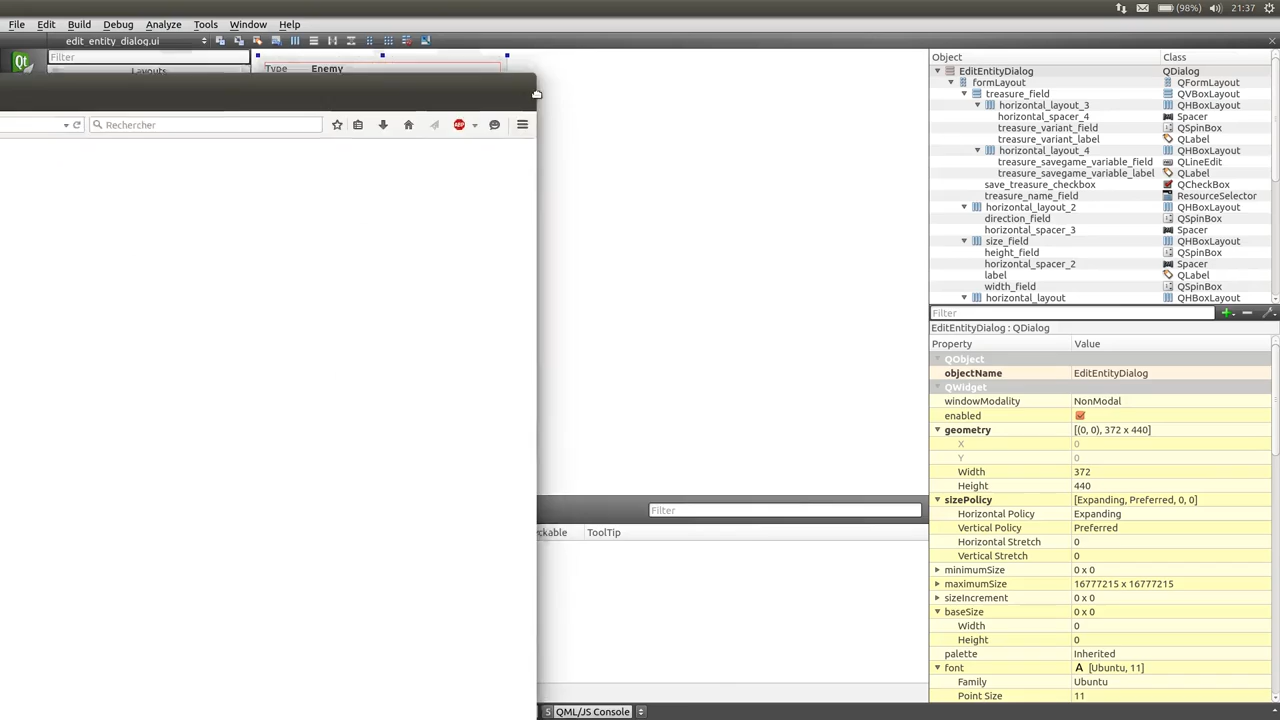 (98%) 21:37
File Edit Build Debug Analyze Tools Window Help
edit_entity_dialog.ui
Qt Filter
Layouts
Type Enemy
Rechercher ABP
Object Class
EditEntityDialog QDialog
formLayout QFormLayout
treasure_field QVBoxLayout
horizontal_layout_3 QHBoxLayout
horizontal_spacer_4 Spacer
treasure_variant_field QSpinBox
treasure_variant_label QLabel
horizontal_layout_4 QHBoxLayout
treasure_savegame_variable_field QLineEdit
treasure_savegame_variable_label QLabel
save_treasure_checkbox QCheckBox
treasure_name_field ResourceSelector
horizontal_layout_2 QHBoxLayout
direction_field QSpinBox
horizontal_spacer_3 Spacer
size_field QHBoxLayout
height_field QSpinBox
horizontal_spacer_2 Spacer
label QLabel
width_field QSpinBox
horizontal_layout QHBoxLayout
Filter
EditEntityDialog : QDialog
Property Value
QObject
objectName EditEntityDialog
QWidget
windowModality NonModal
enabled
geometry [(0, 0), 372 x 440]
X 0
Y 0
Width 372
Height 440
sizePolicy [Expanding, Preferred, 0, 0]
Horizontal Policy Expanding
Vertical Policy Preferred
Horizontal Stretch 0
Vertical Stretch 0
minimumSize 0 x 0
maximumSize 16777215 x 16777215
sizeIncrement 0 x 0
baseSize 0 x 0
Width 0
Height 0
palette Inherited
font A [Ubuntu, 11]
Family Ubuntu
Point Size 11
Filter
ckable ToolTip
5 QML/JS Console